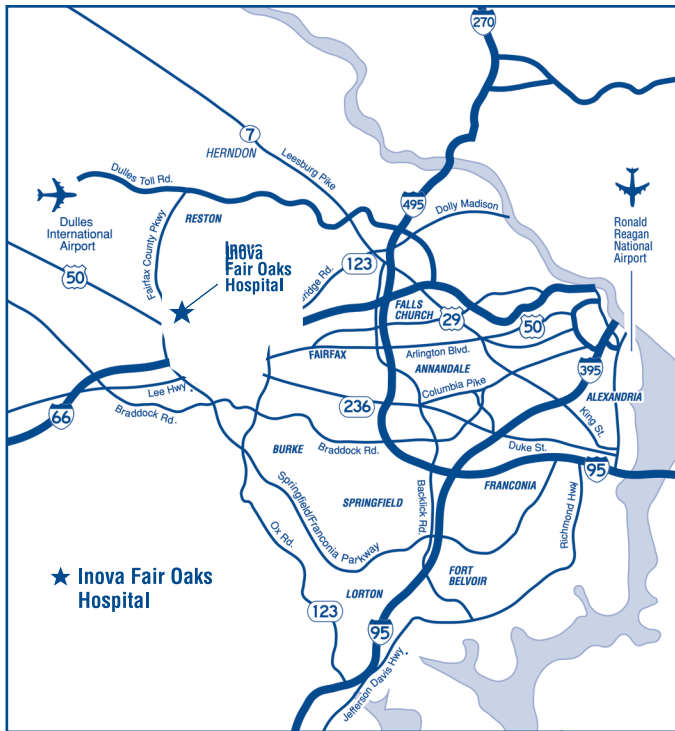 270
7
HERNDON
Leesburg Pike
Dulles Toll Rd.
495
Dolly Madison
Dulles
International
Airport
Ronald
Reagan
National
Airport
RESTON
Fairfax County Pkwy
Inova
Inova
Fair Oaks
Hospital
123
bridge Rd.
50
FALLS
CHURCH
29
50
FAIRFAX
Arlington Blvd.
ANNANDALE
395
Lee Hwy.
Columbia Pike
ALEXANDRIA
66
Braddock Rd.
236
King St.
BURKE
Braddock Rd.
Duke St.
95
Springfield/Franconia Parkway
SPRINGFIELD
Backlick Rd.
FRANCONIA
Richmond Hwy
Ox Rd.
FORT
BELVOIR
Inova Fair Oaks
Hospital
LORTON
123
95
Jefferson Davis Hwy